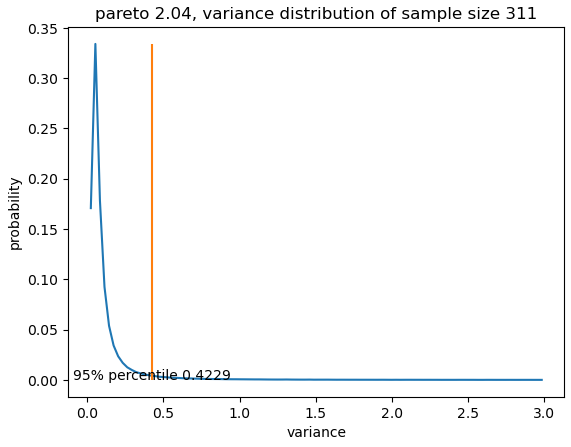 pareto 2.04, variance distribution of sample size 311
0.35
0.30
0.25
0.20
0.15
0.10
0.05
0.00
probability
95% percentile 0.4229
0.0 0.5 1.0 1.5 2.0 2.5 3.0
variance